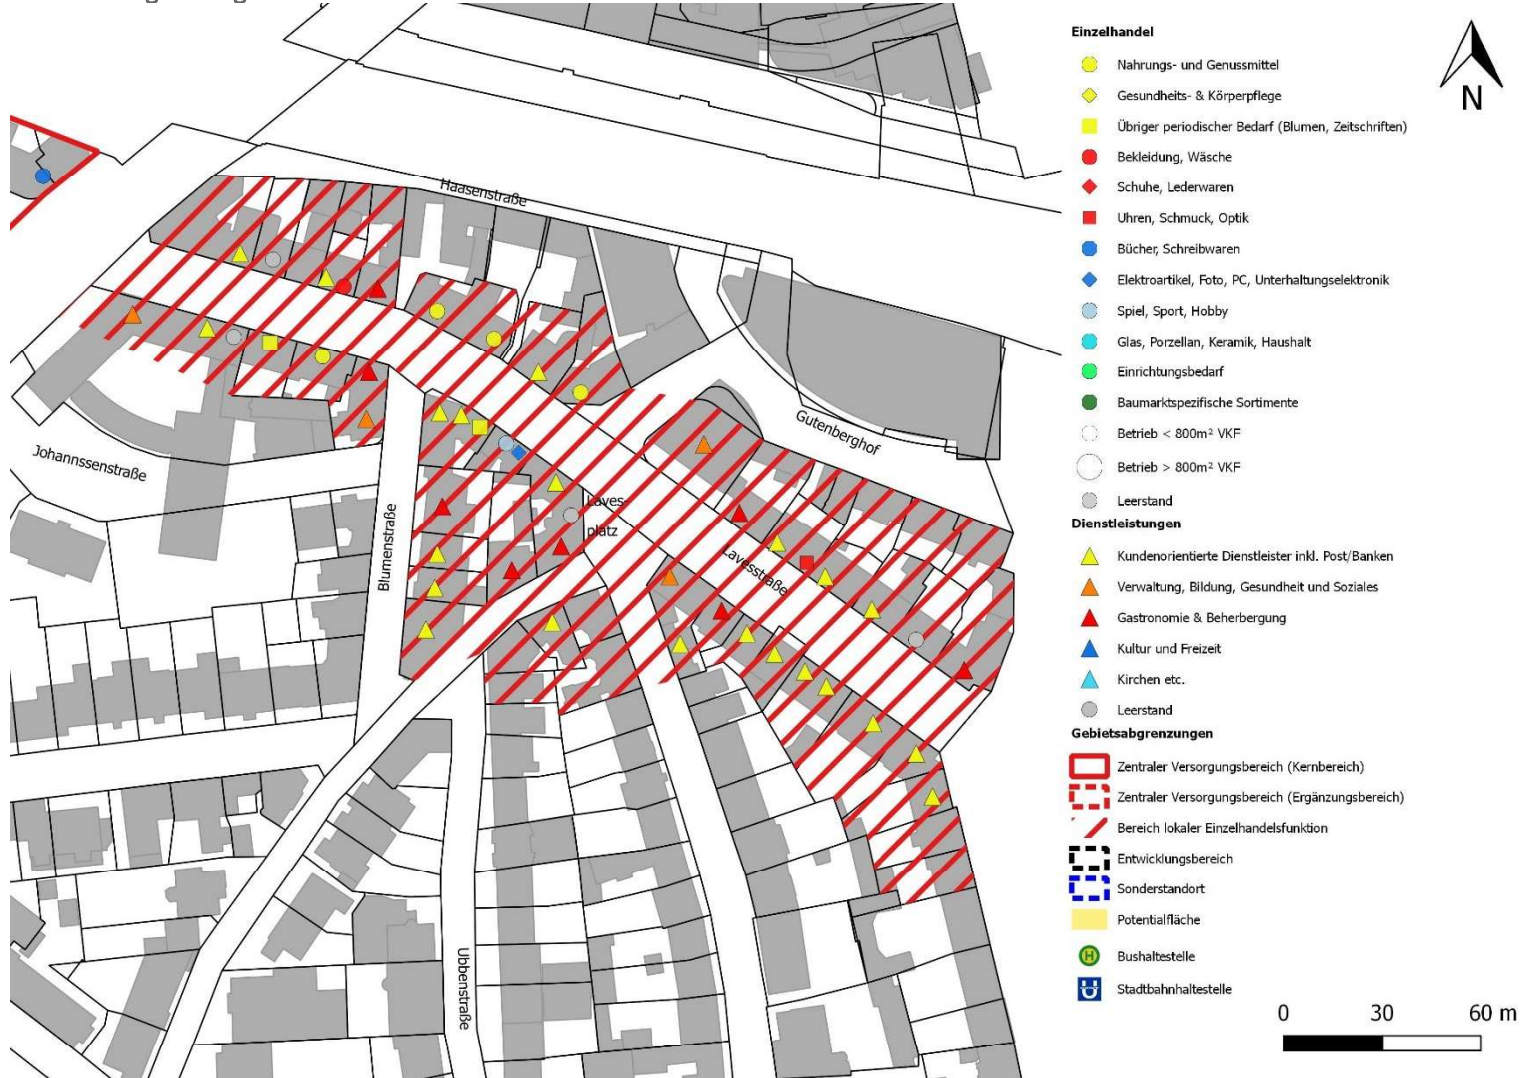 Einzelhandel
Nahrungs- und Genussmittel
Gesundheits- & Körperpflege
Übriger periodischer Bedarf (Blumen, Zeitschriften)
Bekleidung, Wäsche
Schuhe, Lederwaren
Uhren, Schmuck, Optik
Bücher, Schreibwaren
Elektroartikel, Foto, PC, Unterhaltungselektronik
Spiel, Sport, Hobby
Glas, Porzellan, Keramik, Haushalt
Einrichtungsbedarf
Baumarktspezifische Sortimente
Betrieb < 800m² VKF
Betrieb > 800m² VKF
Leerstand
Dienstleistungen
Kundenorientierte Dienstleister inkl. Post/Banken
Verwaltung, Bildung, Gesundheit und Soziales
Gastronomie & Beherbergung
Kultur und Freizeit
Kirchen etc.
Leerstand
Gebietsabgrenzungen
Zentraler Versorgungsbereich (Kernbereich)
Zentraler Versorgungsbereich (Ergänzungsbereich)
Bereich lokaler Einzelhandelsfunktion
Entwicklungsbereich
Sonderstandort
Potentialfläche
H
Bushaltestelle
U
Stadtbahnhaltestelle
N
0 30 60 m
Haasenstraße
Gutenberghof
Johannssenstraße
Blumenstraße
Laves-
platz
Lavesstraße
Ubbenstraße